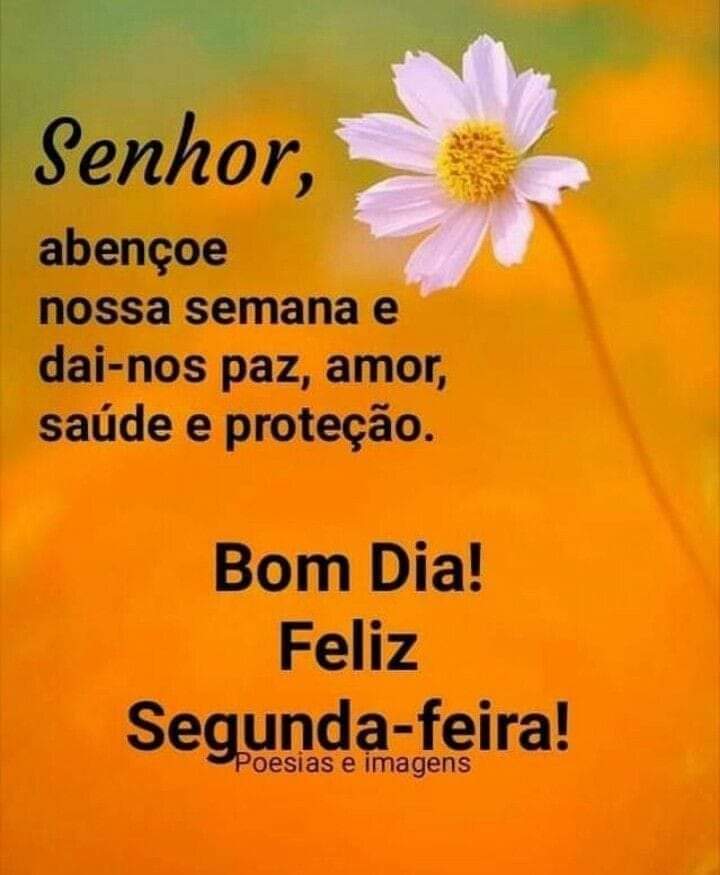 Senhor,
abençoe
nossa semana e
dai-nos paz, amor,
saúde e proteção.
Bom Dia!
Feliz
Segunda-feira!
Poesias e imagens